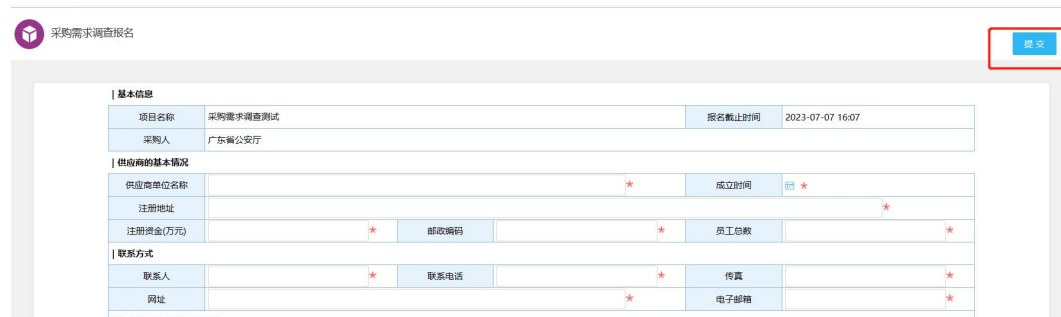 采购需求调查报名
提交
基本信息
项目名称 采购需求调查测试 报名截止时间 2023-07-07 16:07
采购人 广东省公安厅
供应商的基本情况
供应商单位名称 * 成立时间 *
注册地址 *
注册资金(万元) * 邮政编码 * 员工总数 *
联系方式
联系人 * 联系电话 * 传真 *
网址 * 电子邮箱 *